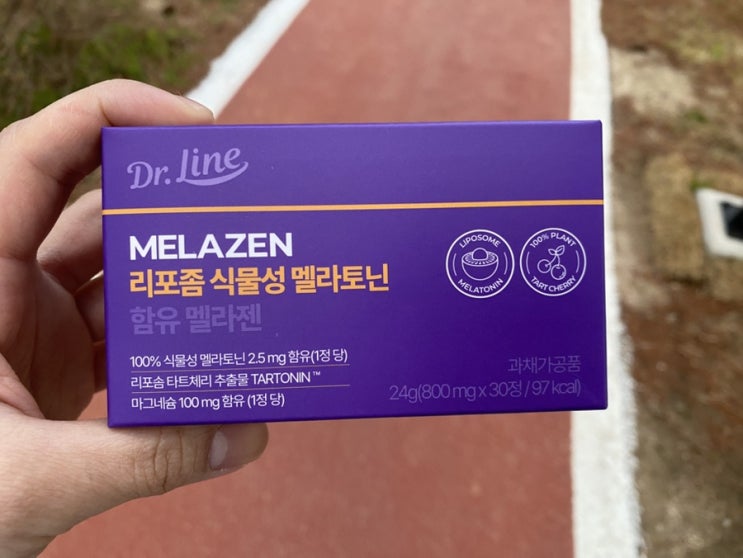 Dr. Line
MELAZEN
리포좀 식물성 멜라토닌
함유 멜라젠
LIPOSOME
MELATONIN
100% PLANT
TART CHERRY
100% 식물성 멜라토닌 2.5 mg 함유(1정 당)
리포솜 타트체리 추출물 TARTONIN™
마그네슘 100 mg 함유 (1정 당)
과채가공품
24g(800 mg x 30정 / 97 kcal)